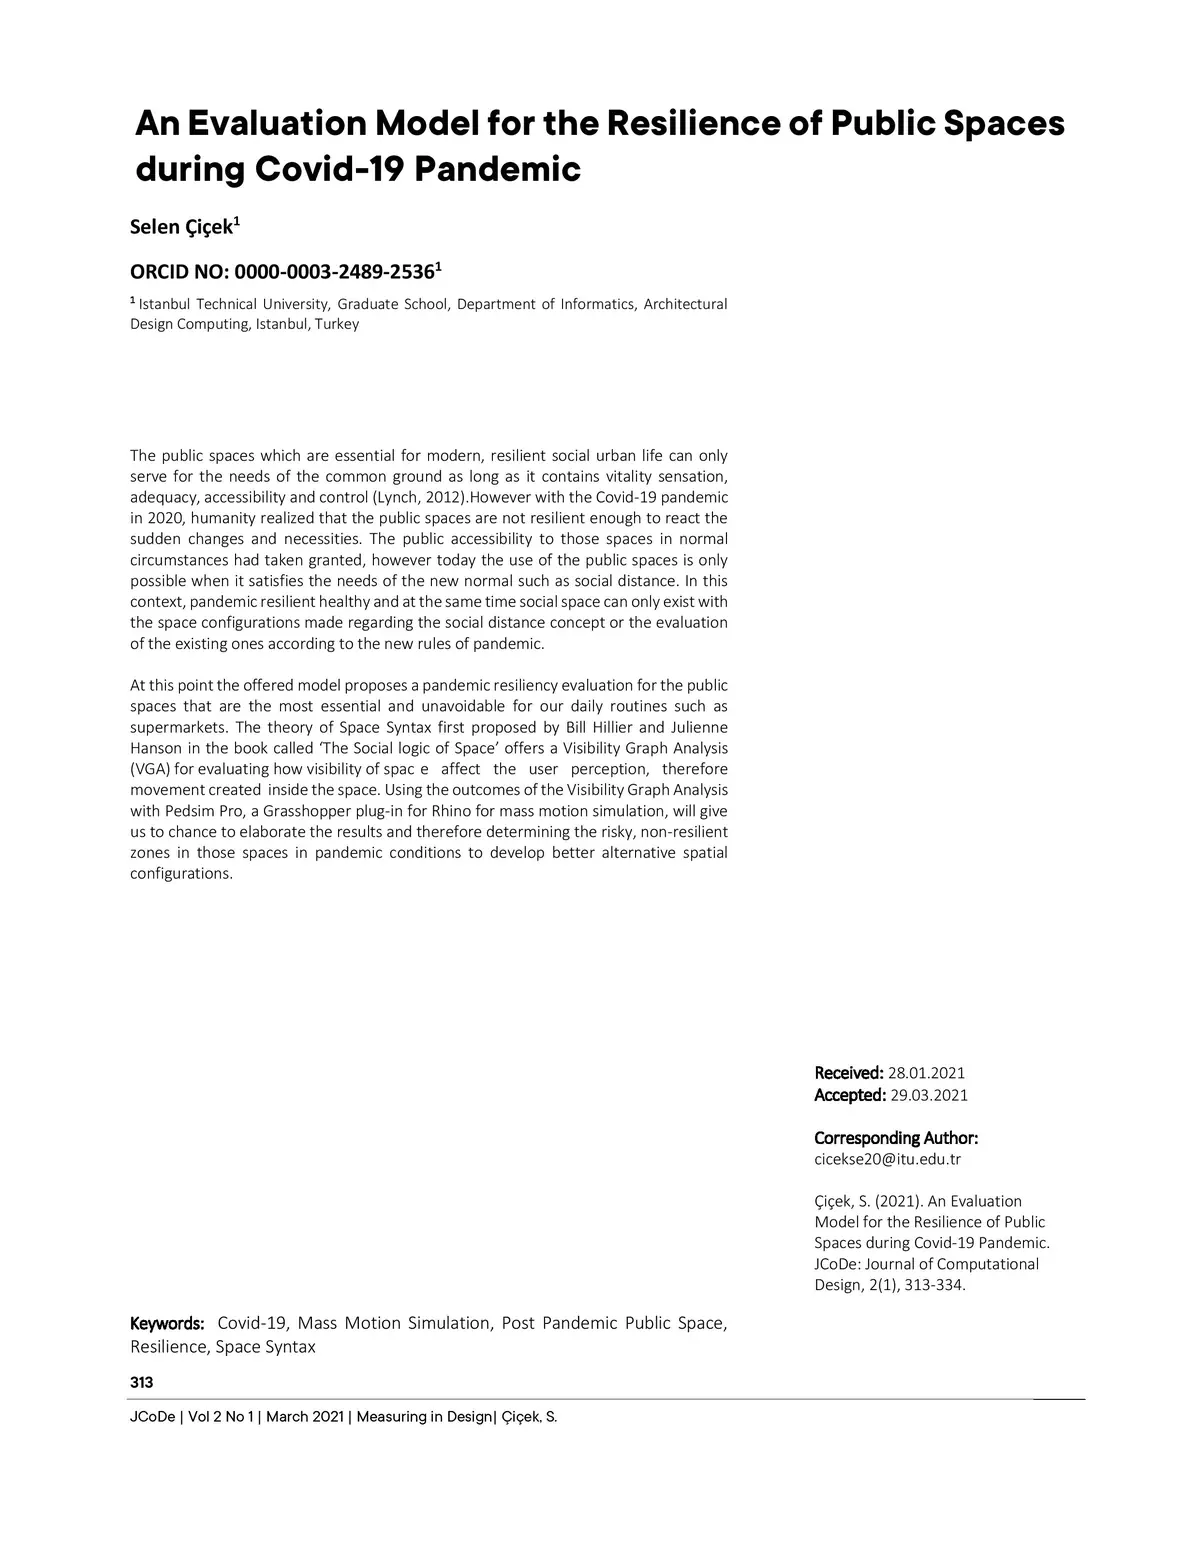 An Evaluation Model for the Resilience of Public Spaces
during Covid-19 Pandemic
Selen Çiçek¹
ORCID NO: 0000-0003-2489-2536¹
¹ Istanbul Technical University, Graduate School, Department of Informatics, Architectural
Design Computing, Istanbul, Turkey
The public spaces which are essential for modern, resilient social urban life can only
serve for the needs of the common ground as long as it contains vitality sensation,
adequacy, accessibility and control (Lynch, 2012).However with the Covid-19 pandemic
in 2020, humanity realized that the public spaces are not resilient enough to react the
sudden changes and necessities. The public accessibility to those spaces in normal
circumstances had taken granted, however today the use of the public spaces is only
possible when it satisfies the needs of the new normal such as social distance. In this
context, pandemic resilient healthy and at the same time social space can only exist with
the space configurations made regarding the social distance concept or the evaluation
of the existing ones according to the new rules of pandemic.
At this point the offered model proposes a pandemic resiliency evaluation for the public
spaces that are the most essential and unavoidable for our daily routines such as
supermarkets. The theory of Space Syntax first proposed by Bill Hillier and Julienne
Hanson in the book called ‘The Social logic of Space’ offers a Visibility Graph Analysis
(VGA) for evaluating how visibility of spac e affect the user perception, therefore
movement created inside the space. Using the outcomes of the Visibility Graph Analysis
with Pedsim Pro, a Grasshopper plug-in for Rhino for mass motion simulation, will give
us to chance to elaborate the results and therefore determining the risky, non-resilient
zones in those spaces in pandemic conditions to develop better alternative spatial
configurations.
Received: 28.01.2021
Accepted: 29.03.2021
Corresponding Author:
cicekse20@itu.edu.tr
Çiçek, S. (2021). An Evaluation
Model for the Resilience of Public
Spaces during Covid-19 Pandemic.
JCoDe: Journal of Computational
Design, 2(1), 313-334.
Keywords: Covid-19, Mass Motion Simulation, Post Pandemic Public Space,
Resilience, Space Syntax
313
JCoDe | Vol 2 No 1 | March 2021 | Measuring in Design| Çiçek, S.